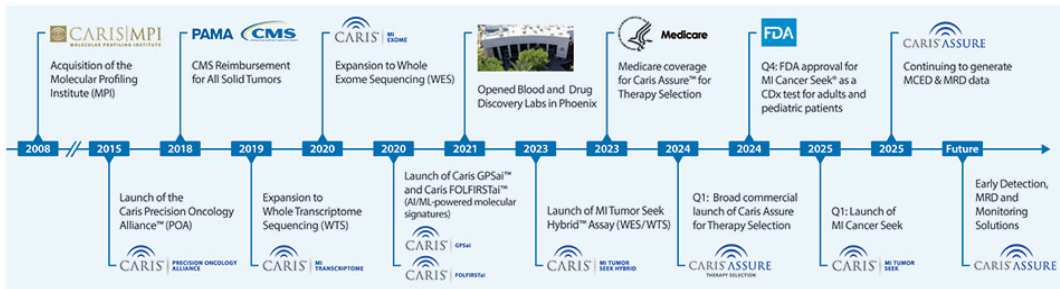 CARIS MPI
MOLECULAR PROFILING INSTITUTE
Acquisition of the
Molecular Profiling
Institute (MPI)
PAMA CMS
CMS Reimbursement
for All Solid Tumors
CARIS MI EXOME
Expansion to Whole
Exome Sequencing (WES)
Opened Blood and Drug
Discovery Labs in Phoenix
Medicare
Medicare coverage
for Caris Assure™ for
Therapy Selection
FDA
Q4: FDA approval for
MI Cancer Seek® as a
CDx test for adults and
pediatric patients
CARIS ASSURE
Continuing to generate
MCED & MRD data
2008 // 2015 2018 2019 2020 2020 2021 2023 2023 2024 2024 2025 2025 Future
Launch of the
Caris Precision Oncology
Alliance™ (POA)
CARIS PRECISION ONCOLOGY
ALLIANCE
Expansion to
Whole Transcriptome
Sequencing (WTS)
CARIS MI
TRANSCRIPTOME
Launch of Caris GPSai™
and Caris FOLFIRSTai™
(AI/ML-powered molecular
signatures)
CARIS GPSai
CARIS FOLFIRSTai
Launch of MI Tumor Seek
Hybrid™ Assay (WES/WTS)
CARIS MI TUMOR
SEEK HYBRID
Q1: Broad commercial
launch of Caris Assure
for Therapy Selection
CARIS ASSURE
THERAPY SELECTION
Q1: Launch of
MI Cancer Seek
CARIS MI TUMOR
SEEK
Early Detection,
MRD and
Monitoring
Solutions
CARIS ASSURE